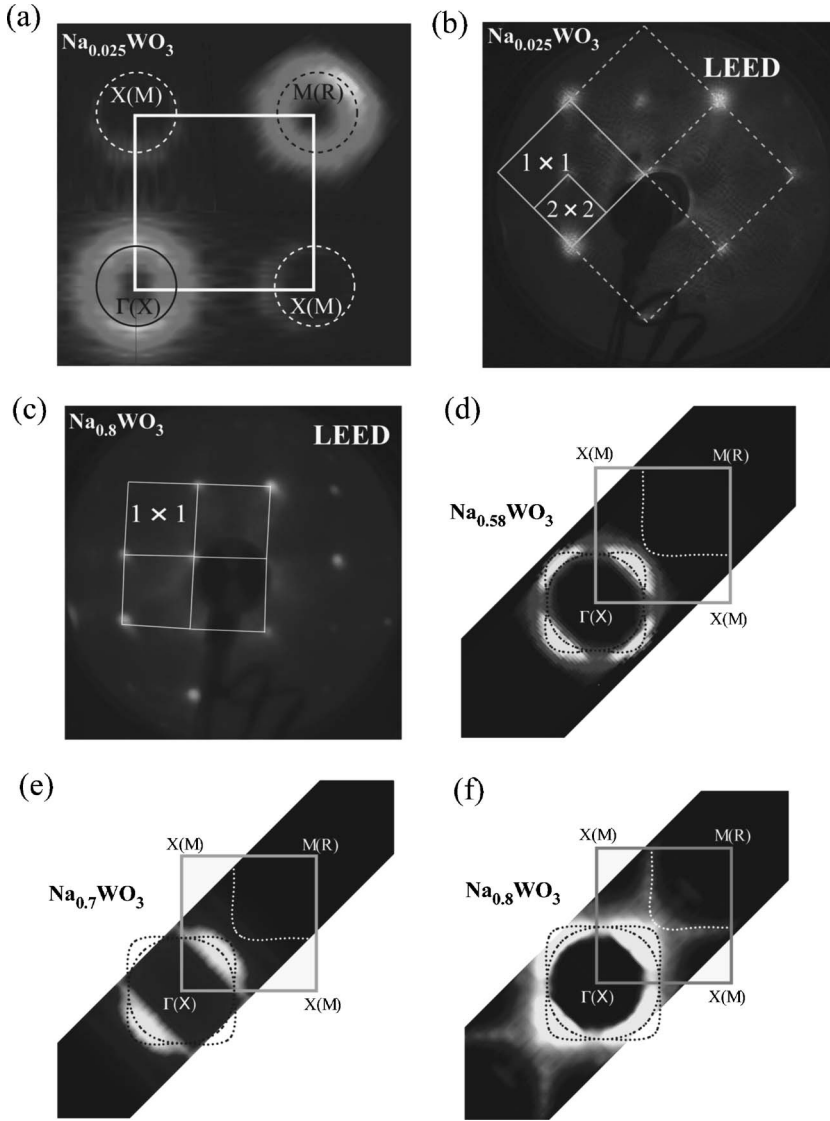 (a)
Na0.025WO3
X(M)
M(R)
Γ(X)
X(M)
(b)
Na0.025WO3
LEED
1 × 1
2 × 2
(c)
Na0.8WO3
LEED
1 × 1
(d)
X(M)
M(R)
Na0.58WO3
Γ(X)
X(M)
(e)
X(M)
M(R)
Na0.7WO3
Γ(X)
X(M)
(f)
X(M)
M(R)
Na0.8WO3
Γ(X)
X(M)